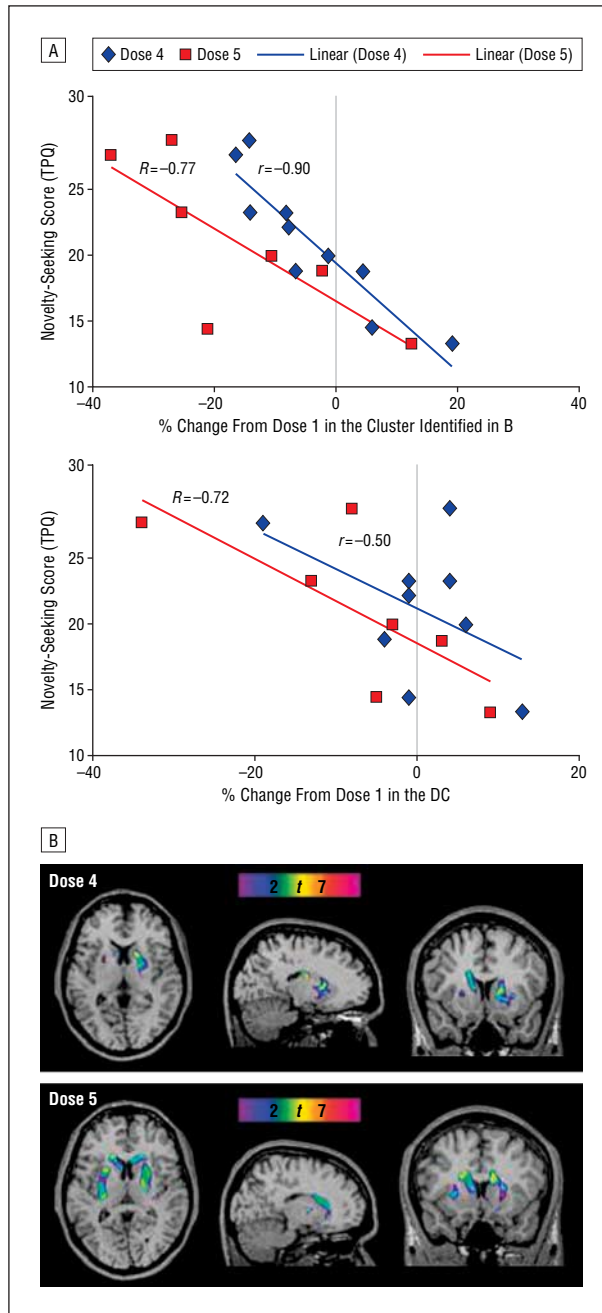 A
Dose 4 Dose 5 Linear (Dose 4) Linear (Dose 5)
30
25
20
15
10
Novelty-Seeking Score (TPQ)
R=–0.77
r=–0.90
–40 –20 0 20 40
% Change From Dose 1 in the Cluster Identified in B
30
25
20
15
10
Novelty-Seeking Score (TPQ)
R=–0.72
r=–0.50
–40 –20 0 20
% Change From Dose 1 in the DC
B
Dose 4
2 t 7
Dose 5
2 t 7